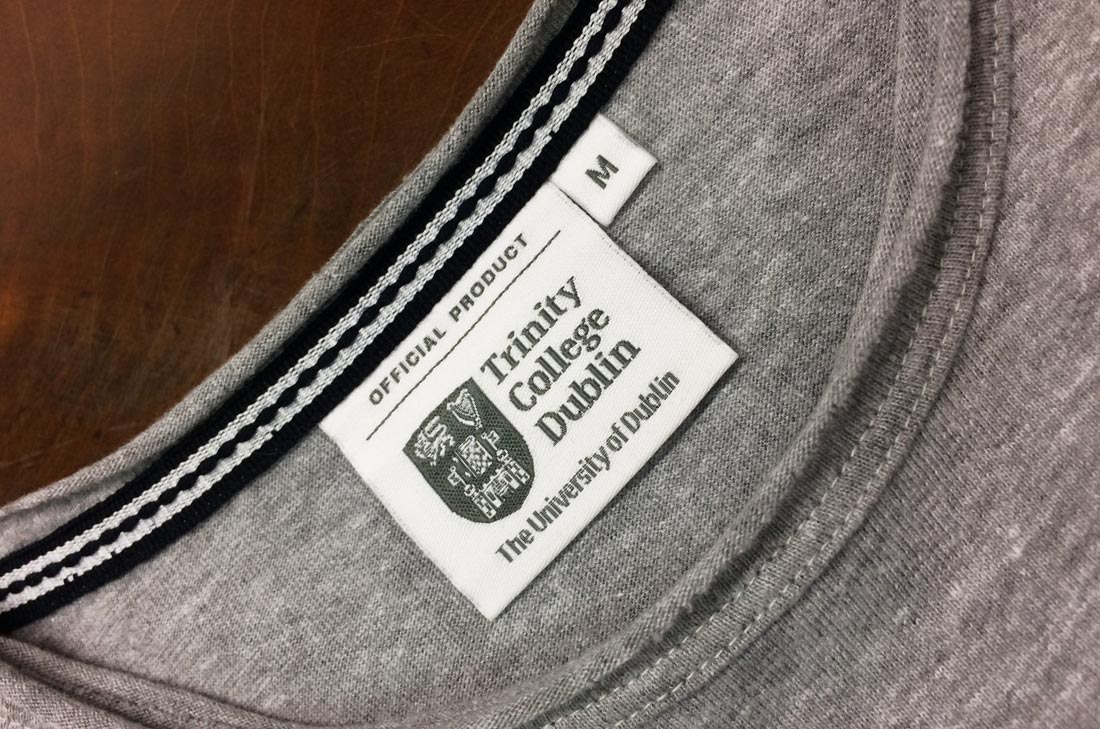 M
OFFICIAL PRODUCT
Trinity
College
Dublin
The University of Dublin